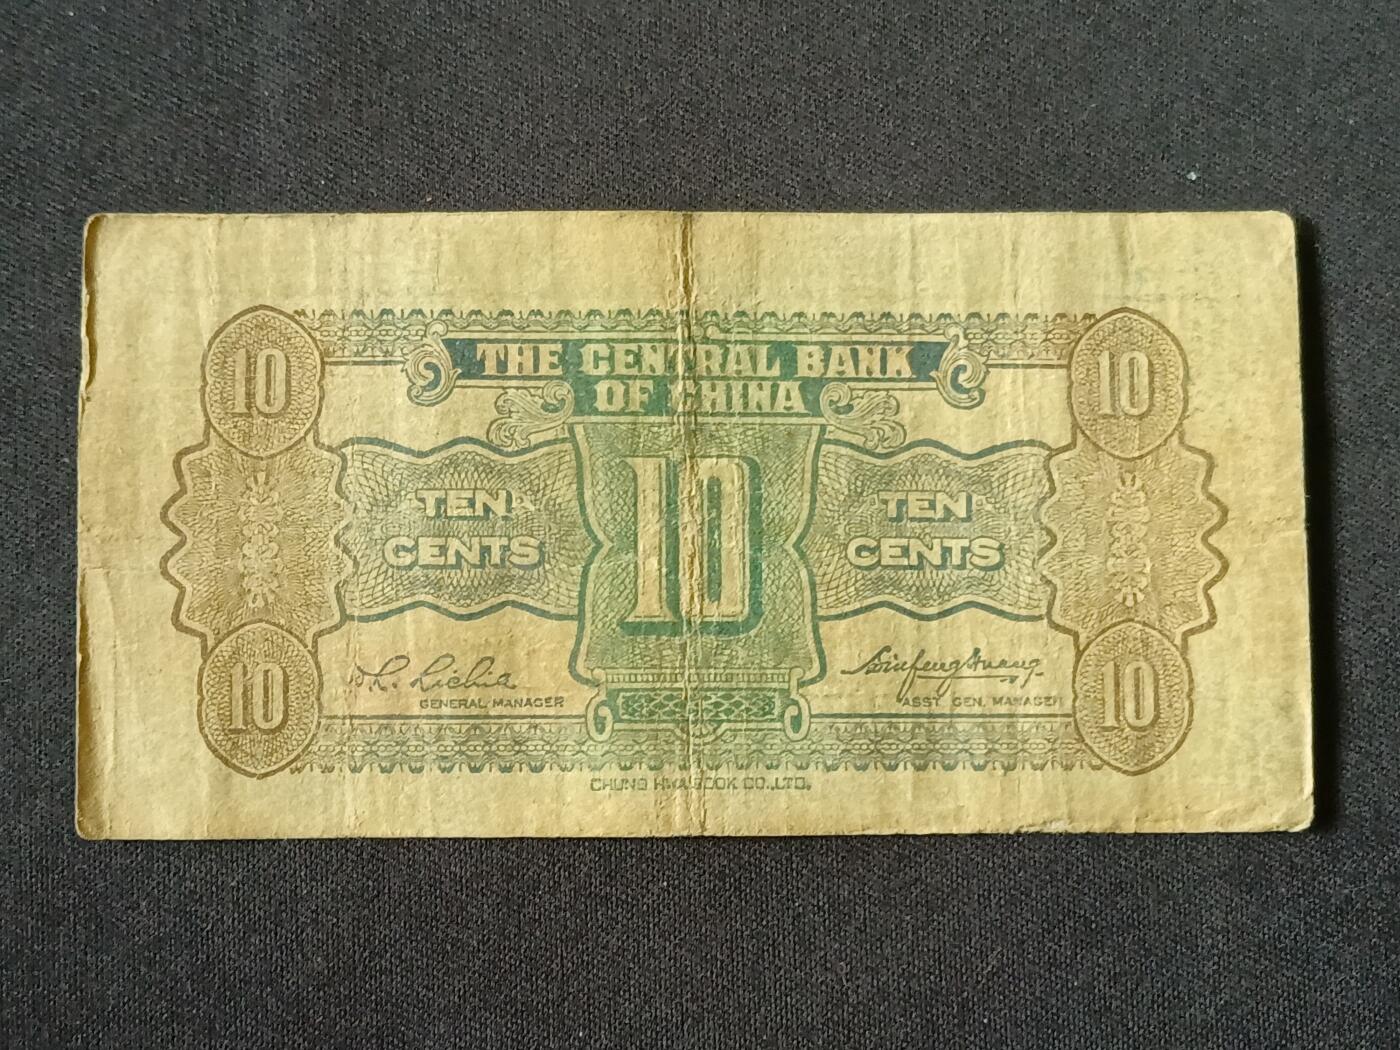 THE CENTRAL BANK
OF CHINA
10 10
10
TEN CENTS TEN CENTS
10 10
GENERAL MANAGER ASST. GEN. MANAGER
CHUNG HWA BOOK CO.,LTD.